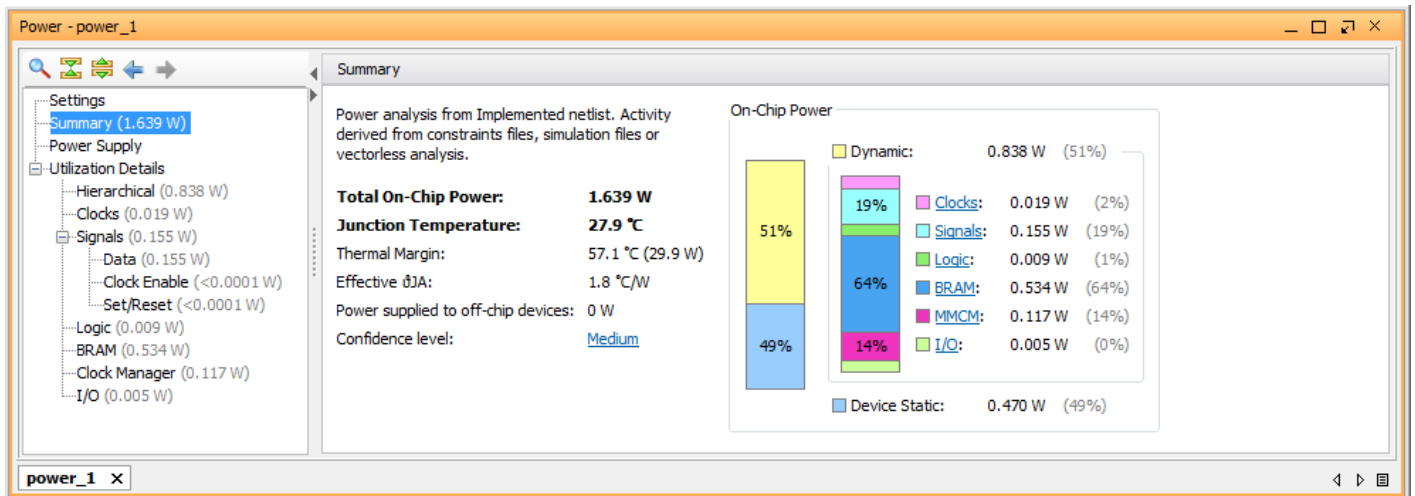 Power - power_1
Summary
Settings
Summary (1.639 W)
Power Supply
Utilization Details
Hierarchical (0.838 W)
Clocks (0.019 W)
Signals (0.155 W)
Data (0.155 W)
Clock Enable (<0.0001 W)
Set/Reset (<0.0001 W)
Logic (0.009 W)
BRAM (0.534 W)
Clock Manager (0.117 W)
I/O (0.005 W)
Power analysis from Implemented netlist. Activity
derived from constraints files, simulation files or
vectorless analysis.
Total On-Chip Power: 1.639 W
Junction Temperature: 27.9 °C
Thermal Margin: 57.1 °C (29.9 W)
Effective ϑJA: 1.8 °C/W
Power supplied to off-chip devices: 0 W
Confidence level: Medium
On-Chip Power
51%
49%
Dynamic: 0.838 W (51%)
19%
64%
14%
Clocks: 0.019 W (2%)
Signals: 0.155 W (19%)
Logic: 0.009 W (1%)
BRAM: 0.534 W (64%)
MMCM: 0.117 W (14%)
I/O: 0.005 W (0%)
Device Static: 0.470 W (49%)
power_1